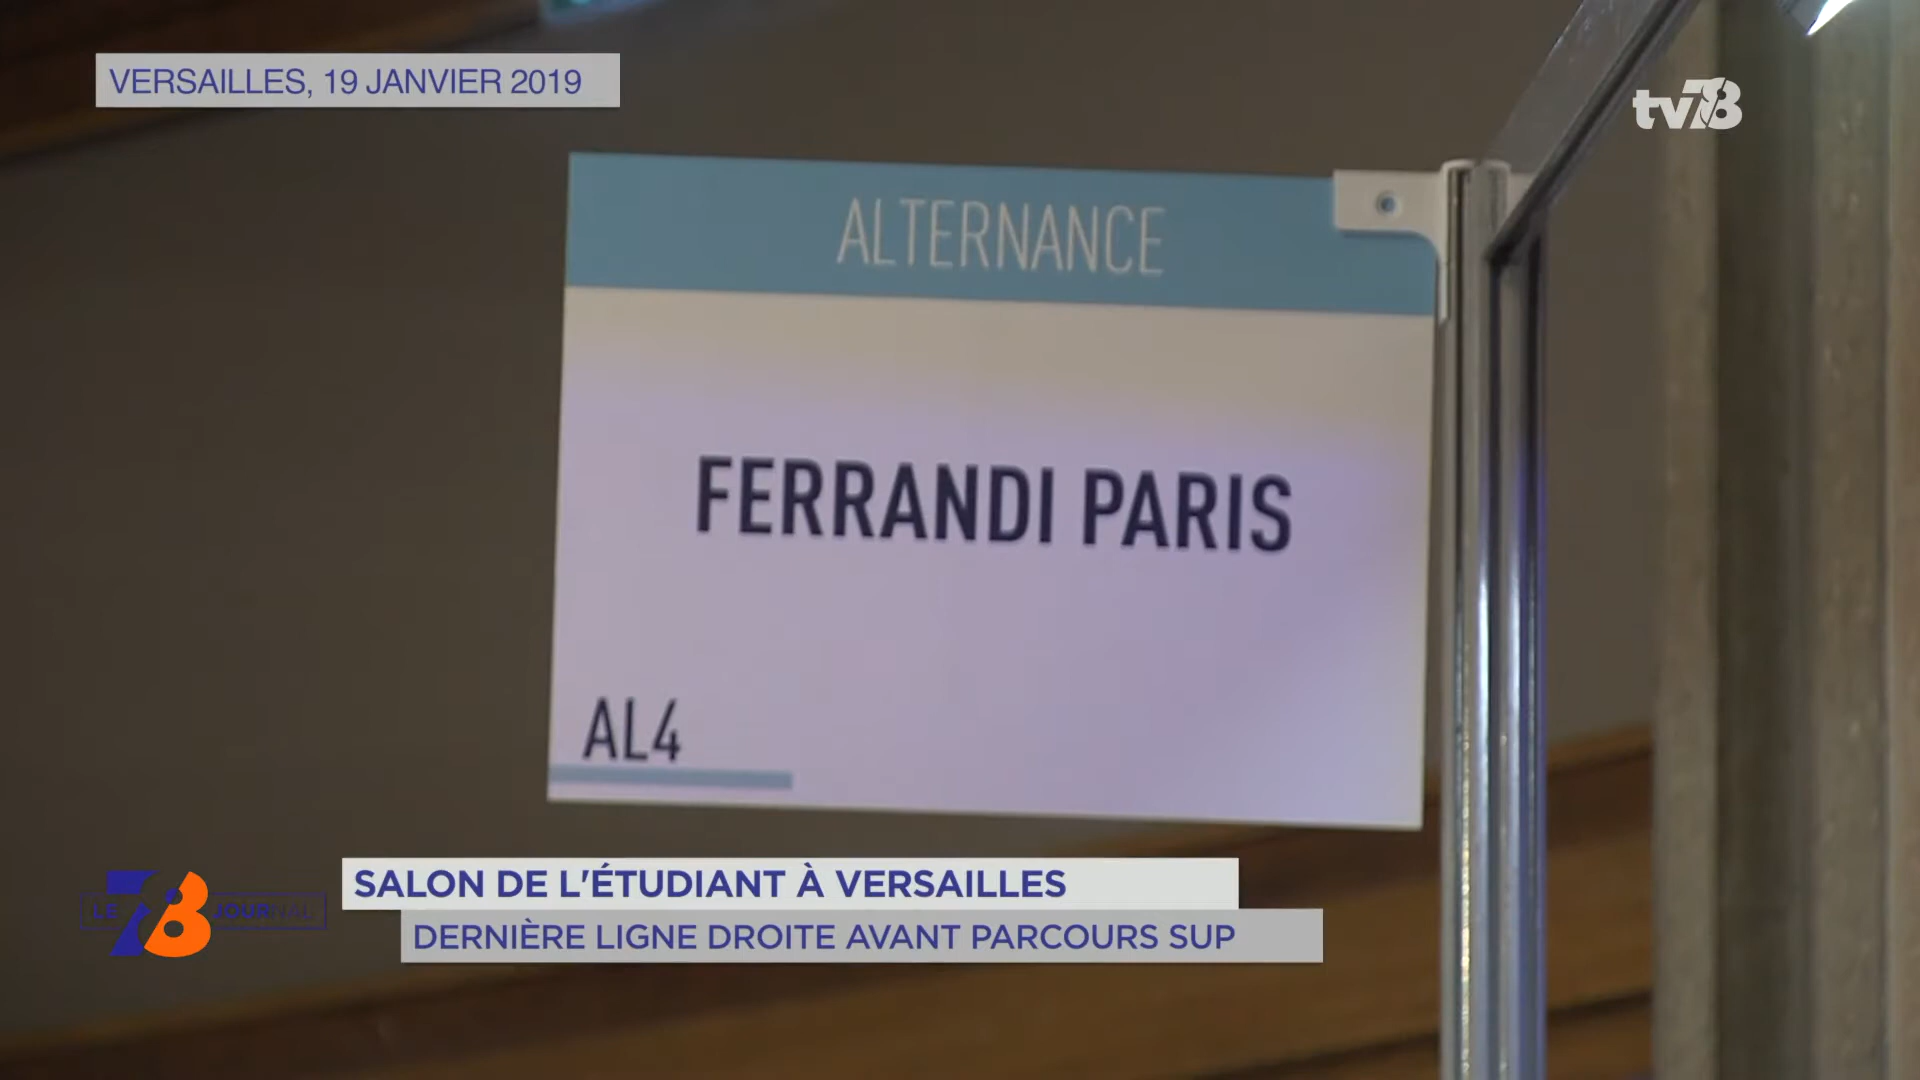 VERSAILLES, 19 JANVIER 2019
tv78
ALTERNANCE
FERRANDI PARIS
AL4
SALON DE L'ÉTUDIANT À VERSAILLES
LE 78 JOURNAL
DERNIÈRE LIGNE DROITE AVANT PARCOURS SUP